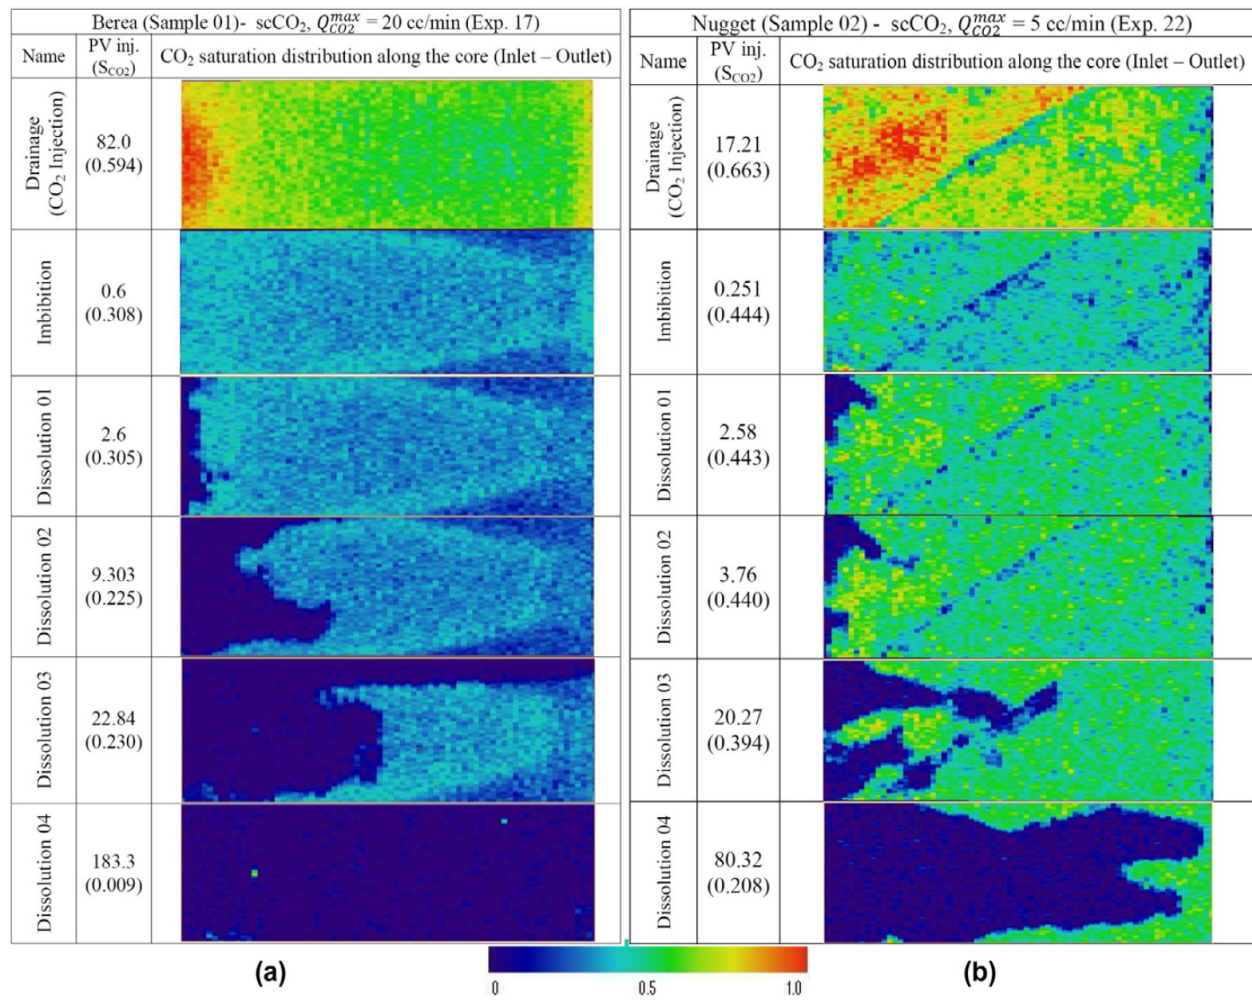 Berea (Sample 01)- scCO₂, Q_CO2^max = 20 cc/min (Exp. 17)
Name
PV inj.
(S_CO2)
CO₂ saturation distribution along the core (Inlet – Outlet)
Drainage
(CO₂ Injection)
82.0
(0.594)
Imbibition
0.6
(0.308)
Dissolution 01
2.6
(0.305)
Dissolution 02
9.303
(0.225)
Dissolution 03
22.84
(0.230)
Dissolution 04
183.3
(0.009)
(a)
Nugget (Sample 02) - scCO₂, Q_CO2^max = 5 cc/min (Exp. 22)
Name
PV inj.
(S_CO2)
CO₂ saturation distribution along the core (Inlet – Outlet)
Drainage
(CO₂ Injection)
17.21
(0.663)
Imbibition
0.251
(0.444)
Dissolution 01
2.58
(0.443)
Dissolution 02
3.76
(0.440)
Dissolution 03
20.27
(0.394)
Dissolution 04
80.32
(0.208)
(b)
0 0.5 1.0